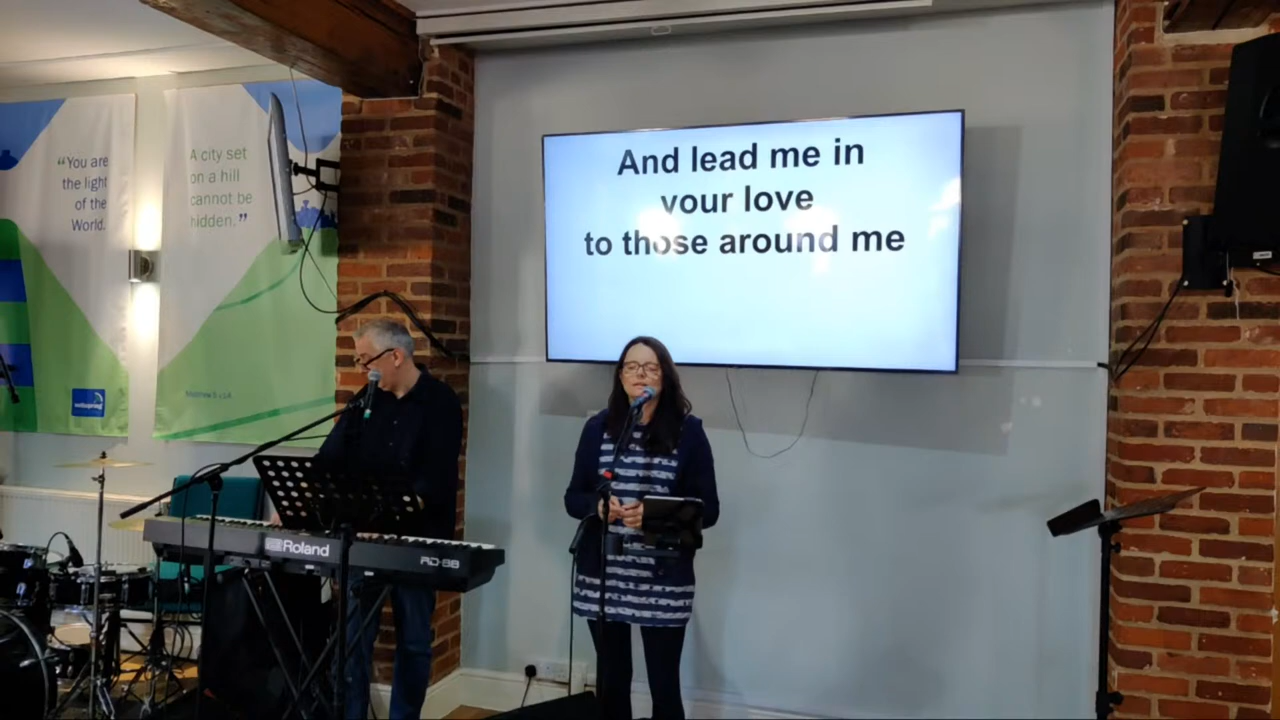 And lead me in
your love
to those around me
“You are
the light
of the
World.
A city set
on a hill
cannot be
hidden.”
wellspring
Roland
RD-88